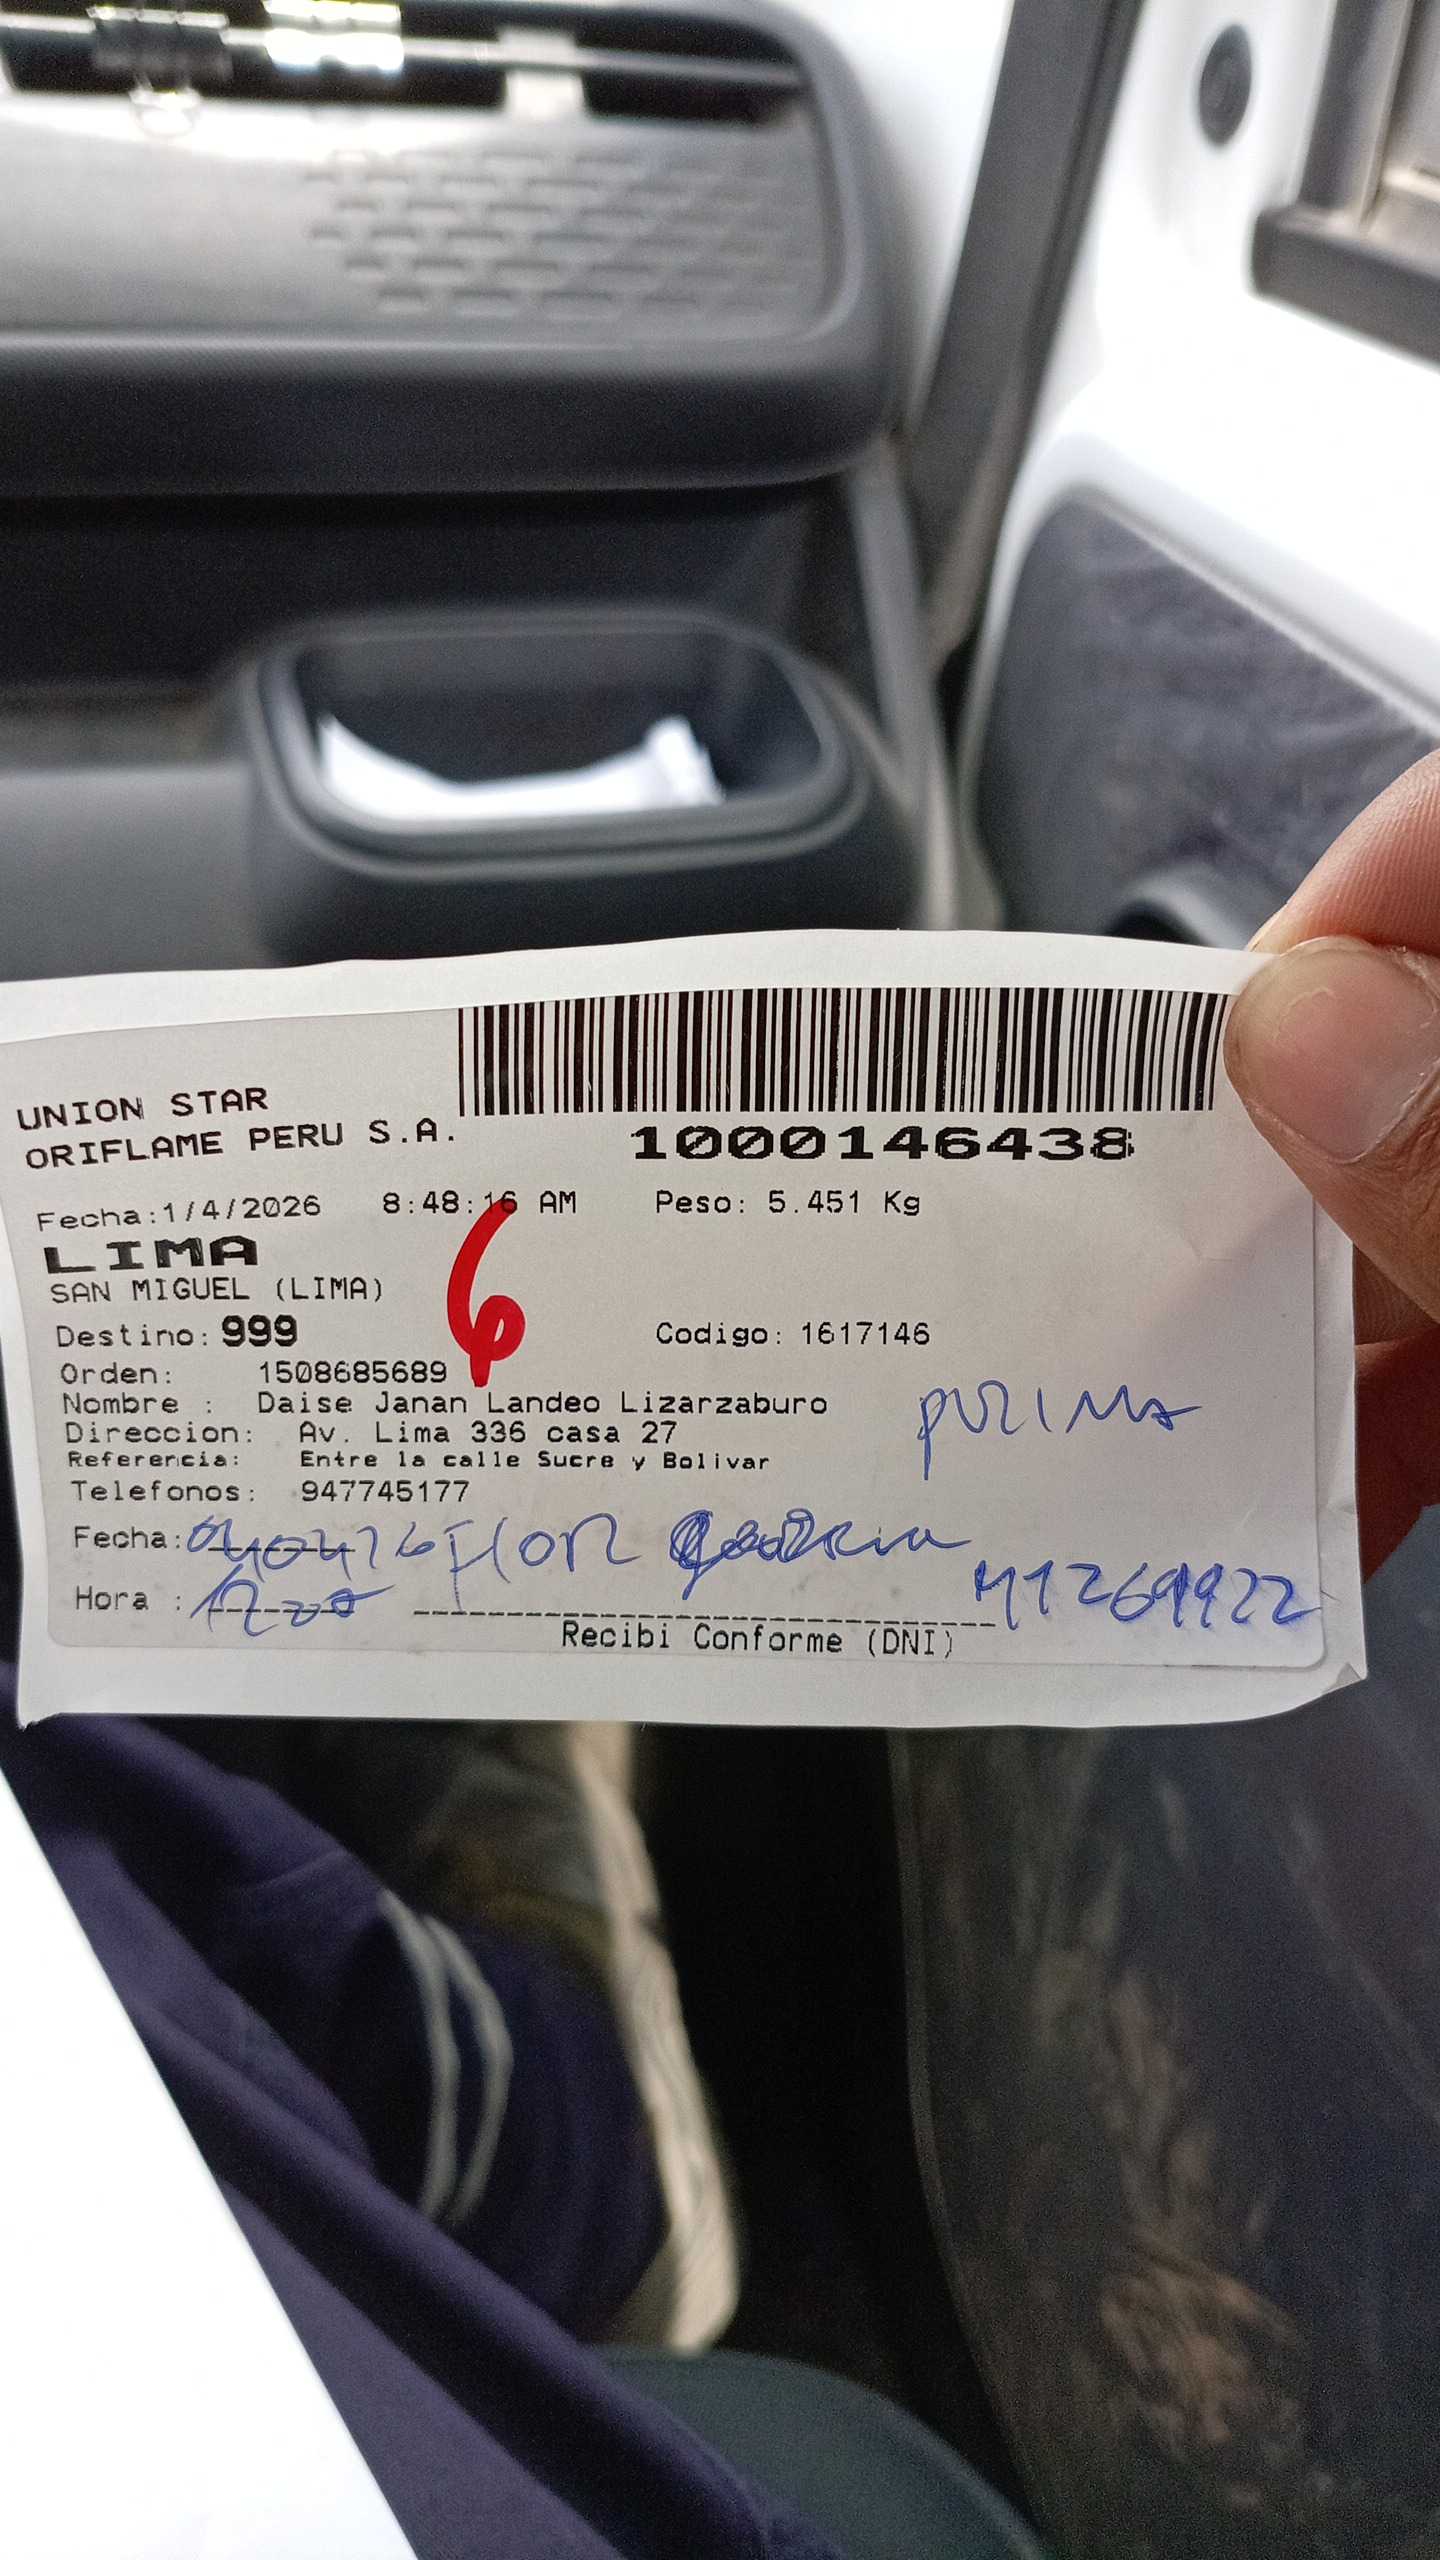 UNION STAR
ORIFLAME PERU S.A.
1000146438
Fecha:1/4/2026 8:48:16 AM Peso: 5.451 Kg
LIMA
SAN MIGUEL (LIMA)
6
Destino: 999 Codigo: 1617146
Orden: 1508685689
Nombre : Daise Janan Landeo Lizarzaburo
Direccion: Av. Lima 336 casa 27
Referencia: Entre la calle Sucre y Bolivar
Telefonos: 947745177
Fecha: Flor
Hora :
Recibi Conforme (DNI)